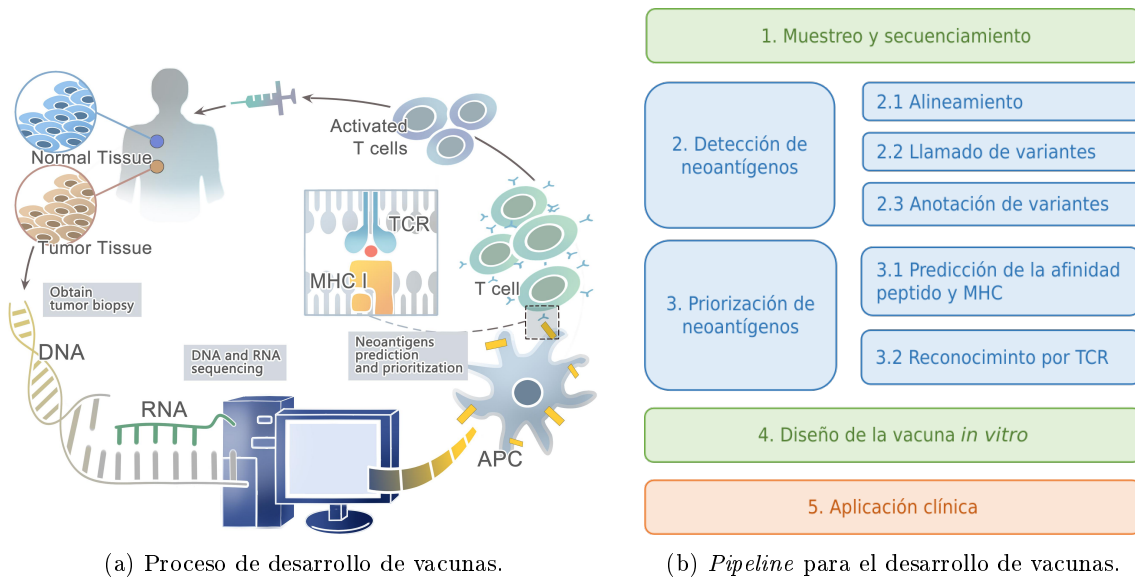 Normal Tissue
Tumor Tissue
Activated
T cells
TCR
MHC I
T cell
Obtain
tumor biopsy
DNA
DNA and RNA
sequencing
Neoantigens
prediction
and prioritization
RNA
APC
(a) Proceso de desarrollo de vacunas.
1. Muestreo y secuenciamiento
2. Detección de
neoantígenos
2.1 Alineamiento
2.2 Llamado de variantes
2.3 Anotación de variantes
3. Priorización de
neoantígenos
3.1 Predicción de la afinidad
peptido y MHC
3.2 Reconociminto por TCR
4. Diseño de la vacuna in vitro
5. Aplicación clínica
(b) Pipeline para el desarrollo de vacunas.